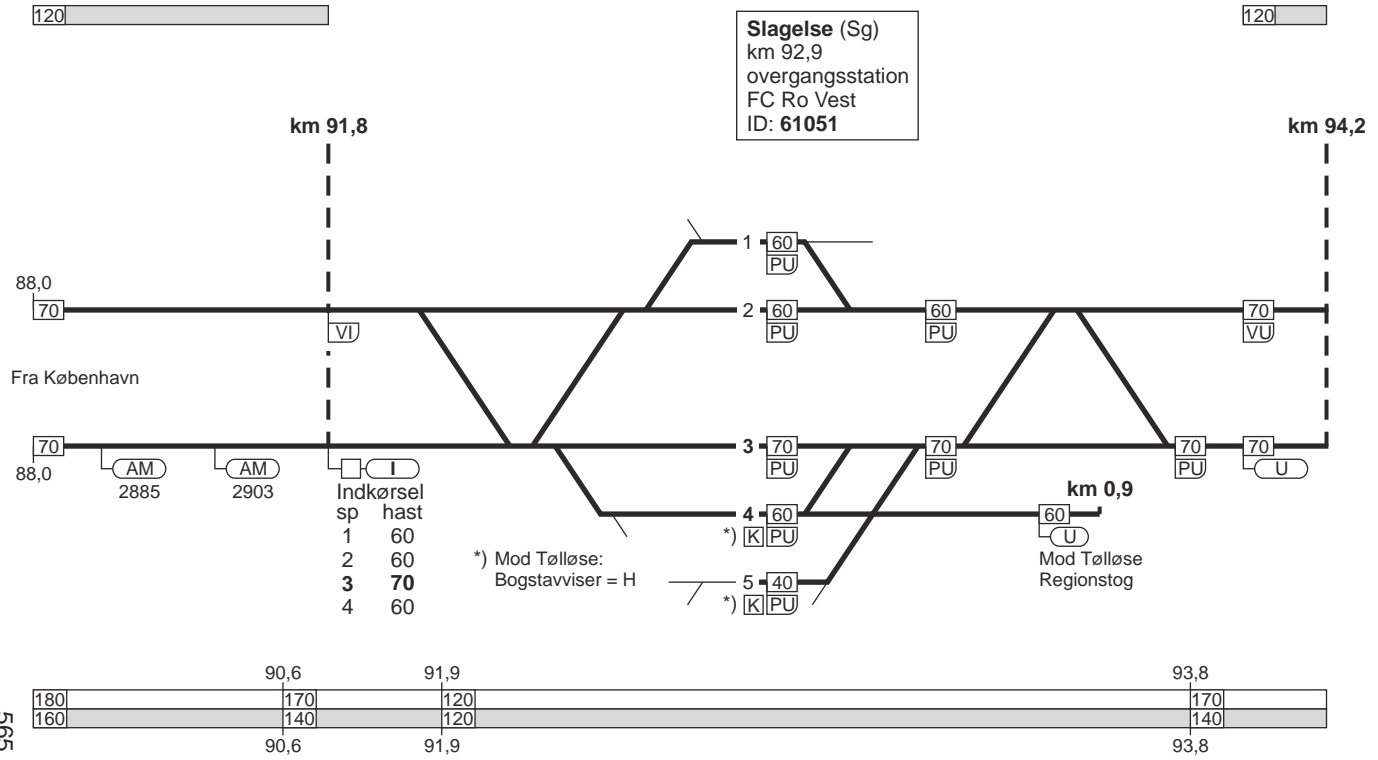 120
120
Slagelse (Sg)
km 92,9
overgangsstation
FC Ro Vest
ID: 61051
km 91,8
km 94,2
1 60
PU
88,0
70
VI
2 60
PU
60
PU
70
VU
Fra København
70
88,0
AM
2885
AM
2903
I
Indkørsel
sp hast
1 60
2 60
3 70
4 60
3 70
PU
70
PU
70
PU
70
U
km 0,9
4 60
*) K PU
60
U
Mod Tølløse
Regionstog
*) Mod Tølløse:
Bogstavviser = H
5 40
*) K PU
90,6 91,9 93,8
180 170 120 170
160 140 120 140
90,6 91,9 93,8
565